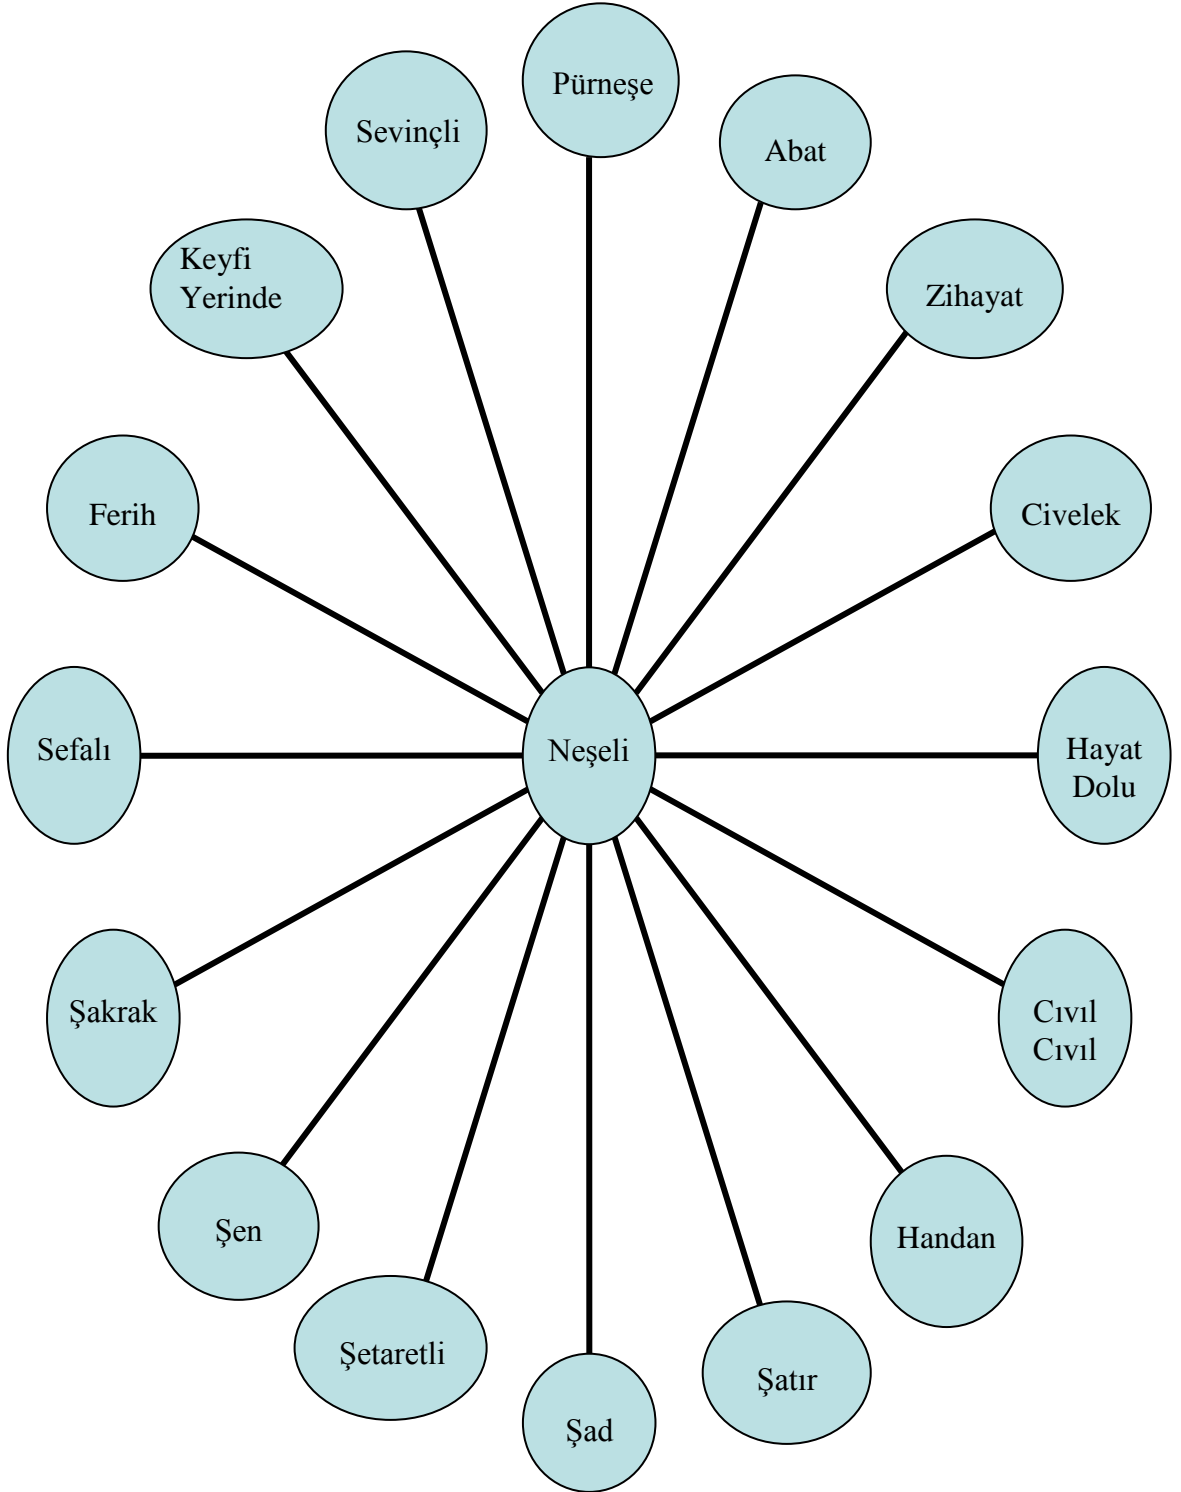 Pürneşe
Sevinçli
Abat
Keyfi
Yerinde
Zihayat
Ferih
Civelek
Sefalı
Neşeli
Hayat
Dolu
Şakrak
Cıvıl
Cıvıl
Şen
Handan
Şetaretli
Şatır
Şad